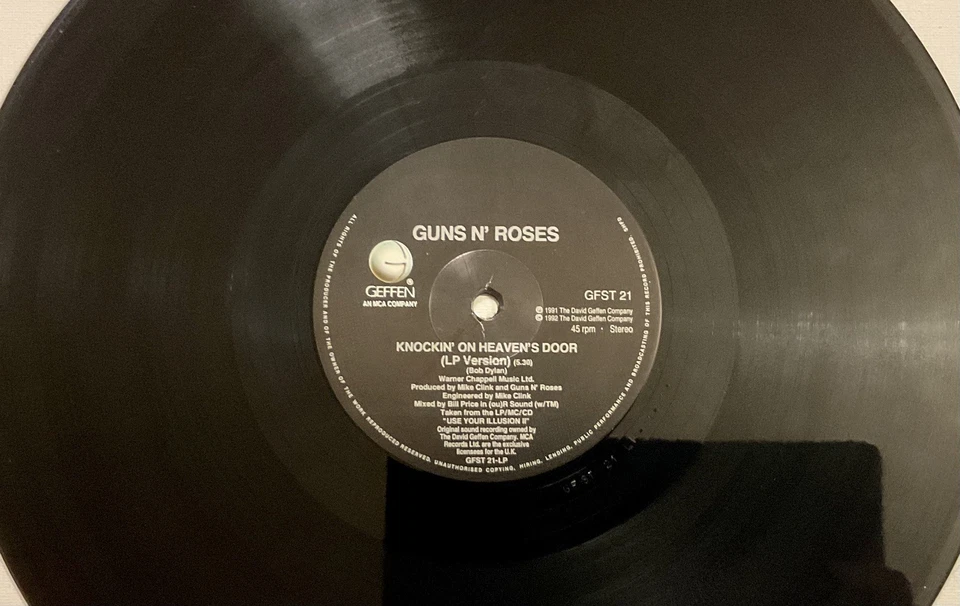 GUNS N' ROSES
GEFFEN ®
AN MCA COMPANY
GFST 21
Ⓟ 1991 The David Geffen Company
© 1992 The David Geffen Company
45 rpm · Stereo
KNOCKIN' ON HEAVEN'S DOOR
(LP Version) (5.30)
(Bob Dylan)
Warner Chappell Music Ltd.
Produced by Mike Clink and Guns N' Roses
Engineered by Mike Clink
Mixed by Bill Price in (ou)R Sound (w/TM)
Taken from the LP/MC/CD
"USE YOUR ILLUSION II"
Original sound recording owned by
The David Geffen Company. MCA
Records Ltd. are the exclusive
licensees for the U.K.
GFST 21-LP
ALL RIGHTS OF THE PRODUCER AND OF THE OWNER OF THE WORK REPRODUCED RESERVED, UNAUTHORISED COPYING, HIRING, LENDING, PUBLIC PERFORMANCE AND BROADCASTING OF THIS RECORD PROHIBITED.